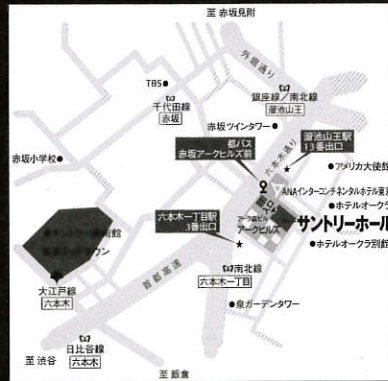 至 赤坂見附
外堀通り
TBS●
千代田線
赤坂
銀座線／南北線
溜池山王
赤坂ツインタワー●
六本木通り
溜池山王駅
13番出口
都バス
赤坂アークヒルズ前
赤坂小学校●
●アメリカ大使館
ANAインターコンチネンタルホテル東京
●ホテルオークラ
六本木一丁目駅
3番出口
アーク森ビル
アークヒルズ
サントリーホール
●ホテルオークラ別館
大江戸線
六本木
首都高速
南北線
六本木一丁目
●泉ガーデンタワー
日比谷線
六本木
至 渋谷
至 飯倉